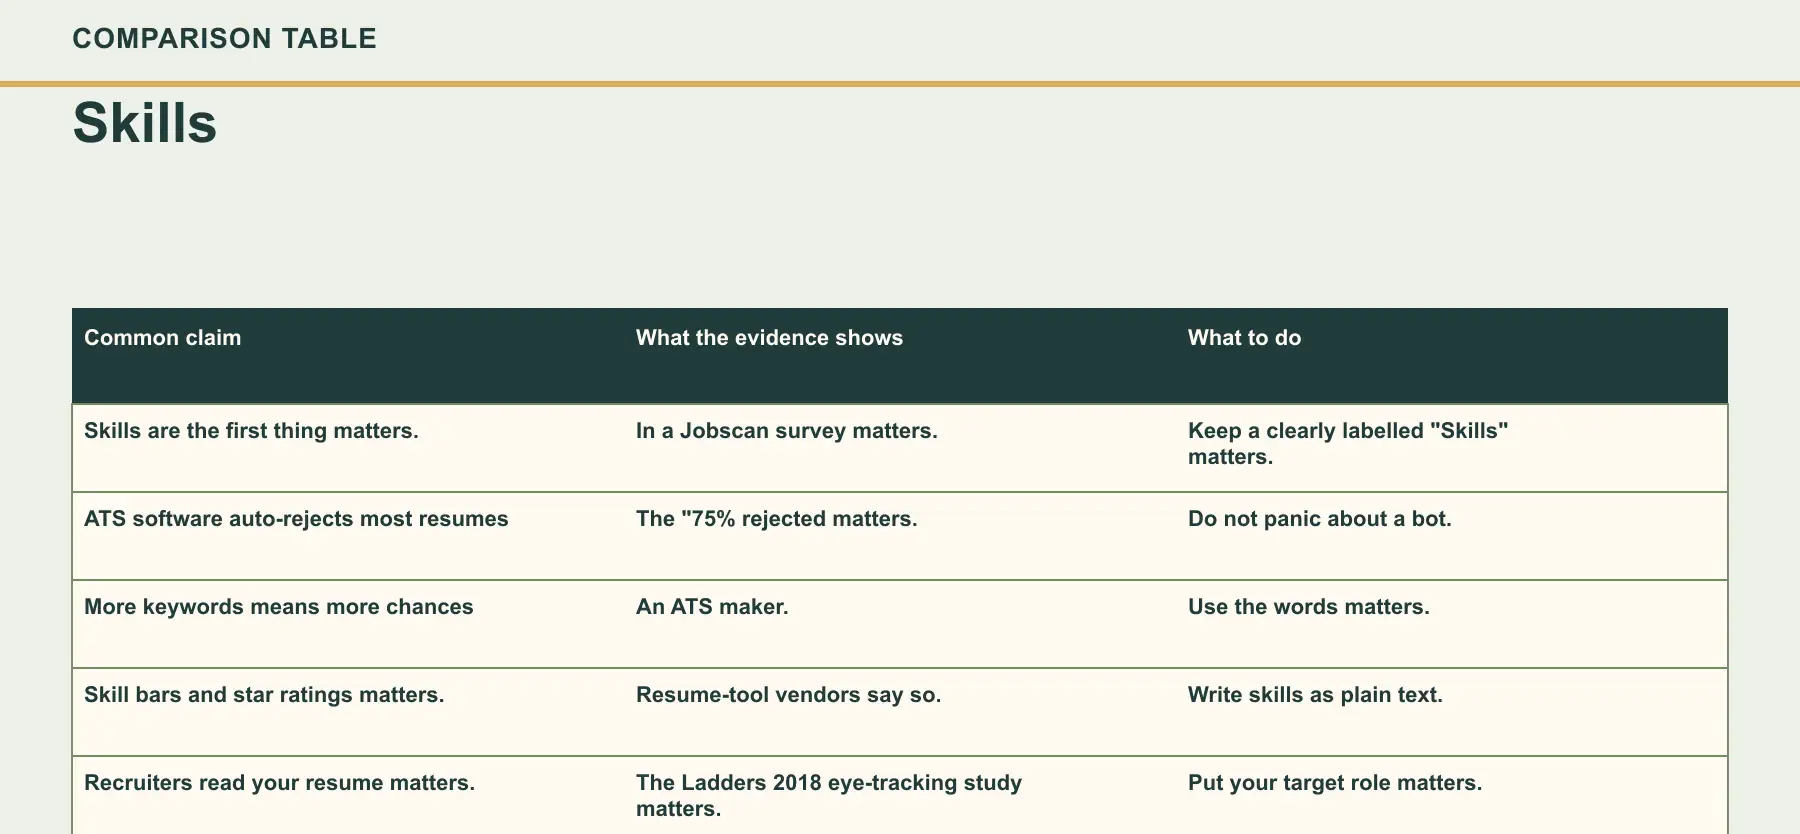 COMPARISON TABLE
Skills
Common claim
What the evidence shows
What to do
Skills are the first thing matters.
In a Jobscan survey matters.
Keep a clearly labelled "Skills"
matters.
ATS software auto-rejects most resumes
The "75% rejected matters.
Do not panic about a bot.
More keywords means more chances
An ATS maker.
Use the words matters.
Skill bars and star ratings matters.
Resume-tool vendors say so.
Write skills as plain text.
Recruiters read your resume matters.
The Ladders 2018 eye-tracking study
matters.
Put your target role matters.